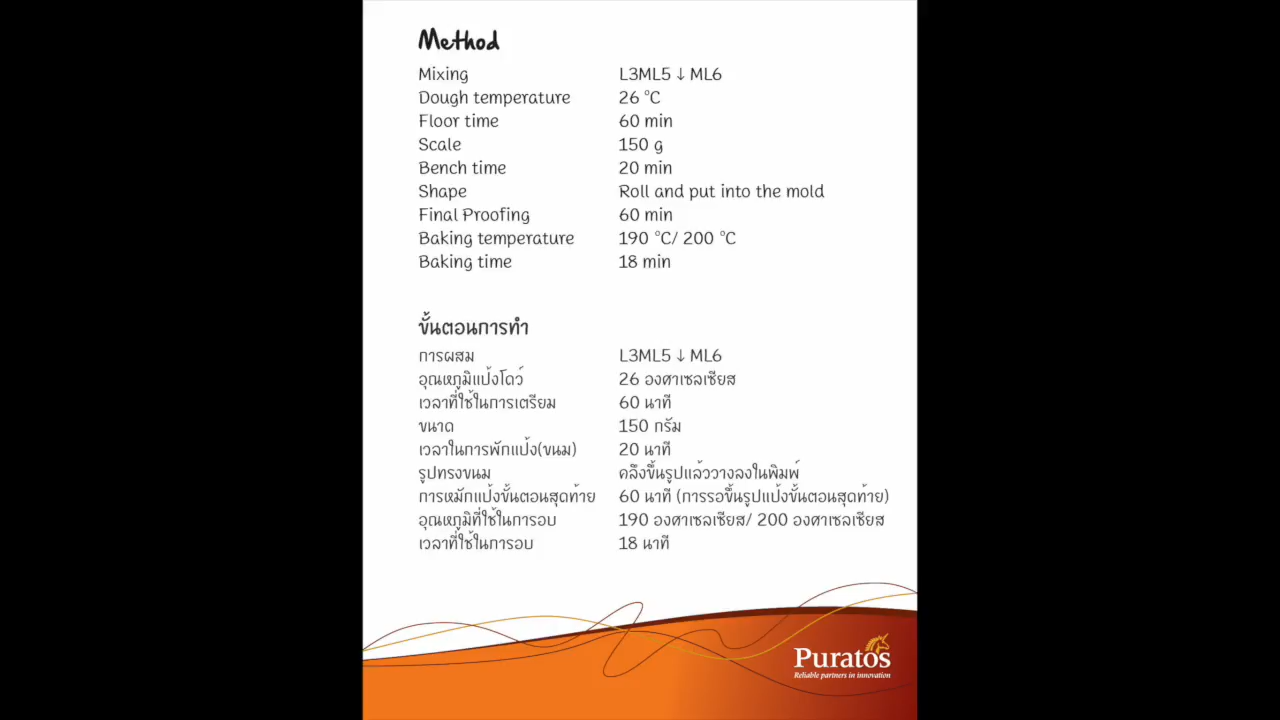 Method
Mixing L3ML5 ↓ ML6
Dough temperature 26 °C
Floor time 60 min
Scale 150 g
Bench time 20 min
Shape Roll and put into the mold
Final Proofing 60 min
Baking temperature 190 °C/ 200 °C
Baking time 18 min
ขั้นตอนการทำ
การผสม L3ML5 ↓ ML6
อุณหภูมิแป้งโดว์ 26 องศาเซลเซียส
เวลาที่ใช้ในการเตรียม 60 นาที
ขนาด 150 กรัม
เวลาในการพักแป้ง(ขนม) 20 นาที
รูปทรงขนม คลึงขึ้นรูปแล้ววางลงในพิมพ์
การหมักแป้งขั้นตอนสุดท้าย 60 นาที (การรอขึ้นรูปแป้งขั้นตอนสุดท้าย)
อุณหภูมิที่ใช้ในการอบ 190 องศาเซลเซียส/ 200 องศาเซลเซียส
เวลาที่ใช้ในการอบ 18 นาที
Puratos
Reliable partners in innovation